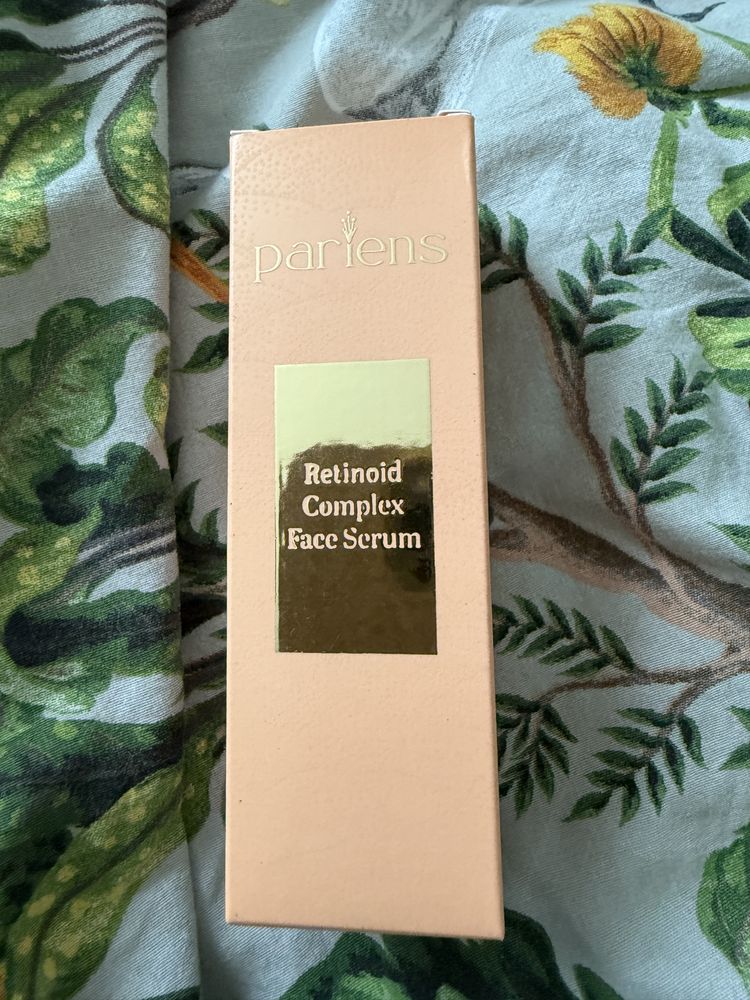 pariens
Retinoid
Complex
Face Serum